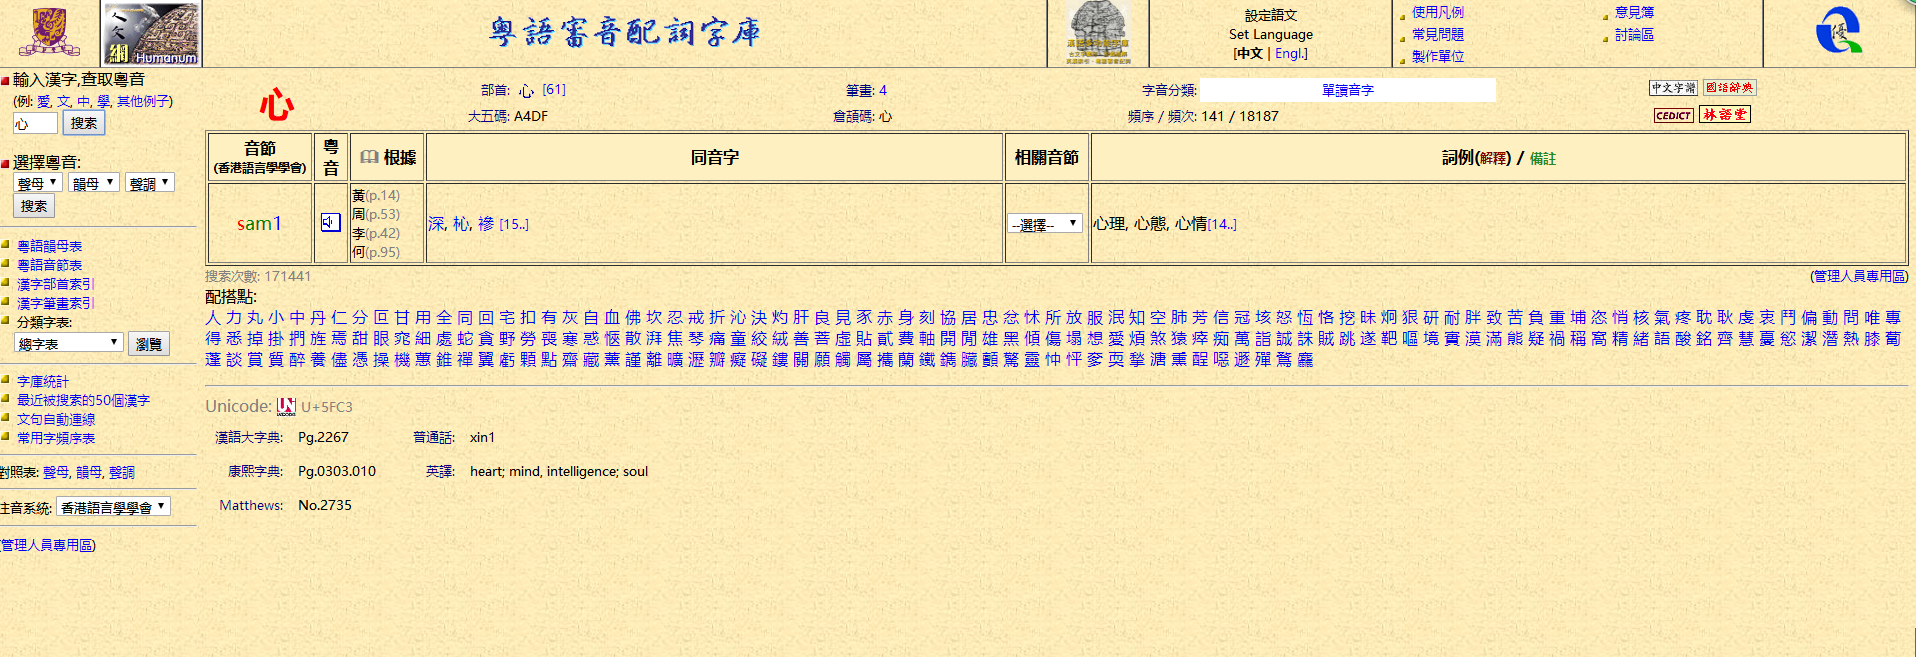 人文網 Humanum
粵語審音配詞字庫
設定語文
Set Language
[中文 | Engl.]
使用凡例
常見問題
製作單位
意見簿
討論區
優
輸入漢字,查取粵音
(例: 愛, 文, 中, 學, 其他例子)
心 搜索
選擇粵音:
聲母 韻母 聲調
搜索
粵語韻母表
粵語音節表
漢字部首索引
漢字筆畫索引
分類字表:
總字表 瀏覽
字庫統計
最近被搜索的50個漢字
文句自動連線
常用字頻序表
對照表: 聲母, 韻母, 聲調
注音系統: 香港語言學學會
(管理人員專用區)
心
部首: 心 [61] 筆畫: 4 字音分類: 單讀音字 中文字譜 國語辭典
大五碼: A4DF 倉頡碼: 心 頻序 / 頻次: 141 / 18187 CEDICT 林語堂
音節 (香港語言學學會) 粵音 根據 同音字 相關音節 詞例(解釋) / 備註
sam1
黃(p.14)
周(p.53)
李(p.42)
何(p.95)
深, 杺, 襂 [15..]
--選擇--
心理, 心態, 心情[14..]
搜索次數: 171441 (管理人員專用區)
配搭點:
人 力 丸 小 中 丹 仁 分 叵 甘 用 全 同 回 宅 扣 有 灰 自 血 佛 坎 忍 戒 折 沁 決 灼 肝 良 見 豕 赤 身 刻 協 居 忠 忿 怵 所 放 服 泯 知 空 肺 芳 信 冠 垓 怒 恆 恪 挖 昧 炯 狠 研 耐 胖 致 苦 負 重 埔 恣 悄 核 氣 疼 耽 耿 虔 衷 鬥 偏 動 問 唯 專
得 悉 掉 掛 捫 旌 焉 甜 眼 窕 細 處 蛇 貪 野 勞 喪 寒 惑 愜 散 湃 焦 琴 痛 童 絞 絨 善 菩 虛 貼 貳 費 軸 開 閒 雄 黑 傾 傷 塌 想 愛 煩 煞 猿 瘁 痴 萬 詣 誠 誅 賊 跳 遂 靶 嘔 境 實 漠 滿 熊 疑 禍 稱 窩 精 緒 語 酸 銘 齊 慧 憂 慾 潔 潛 熱 膝 葡
蓬 談 賞 質 醉 養 儘 憑 操 機 蕙 錐 禪 翼 虧 顆 點 齋 藏 薰 謹 離 曠 瀝 瓣 癡 礙 鏤 關 願 觸 屬 攜 蘭 鐵 鐫 臟 顫 驚 靈 忡 怦 奓 耎 摰 溏 熏 醒 噁 遯 殫 鶩 龘
Unicode: U+5FC3
漢語大字典: Pg.2267 普通話: xin1
康熙字典: Pg.0303.010 英譯: heart; mind, intelligence; soul
Matthews: No.2735